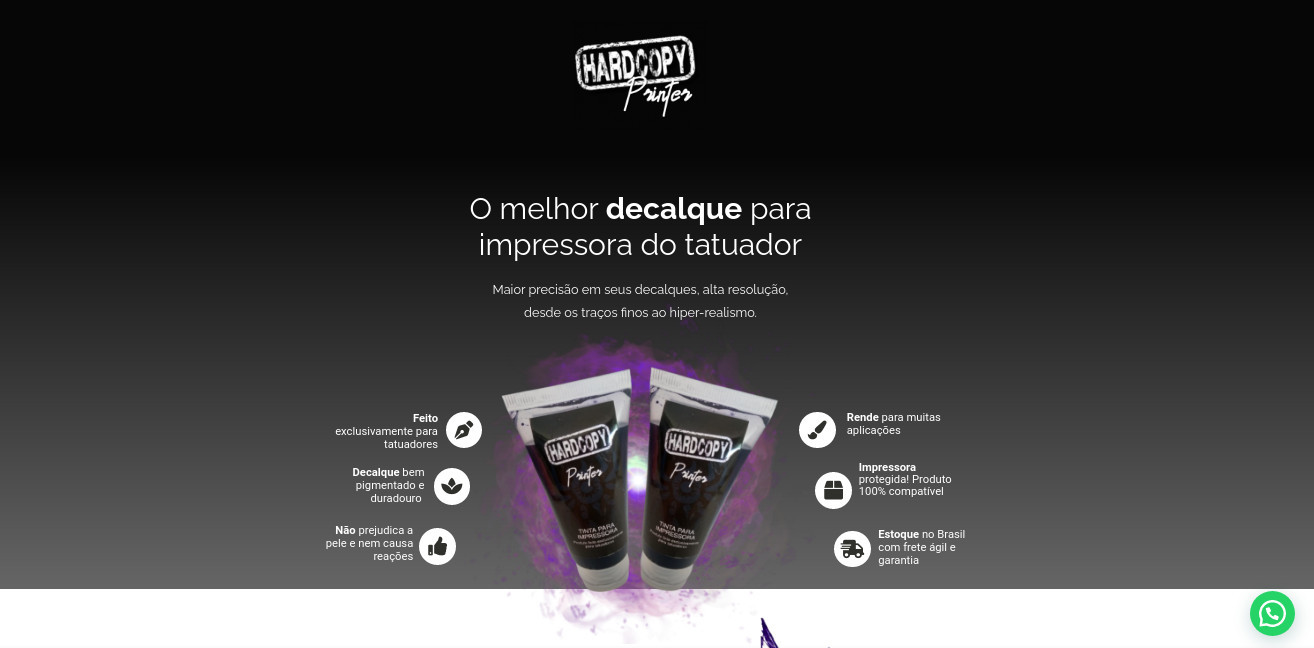 HARDCOPY
Printer
O melhor decalque para
impressora do tatuador
Maior precisão em seus decalques, alta resolução,
desde os traços finos ao hiper-realismo.
Feito
exclusivamente para
tatuadores
Decalque bem
pigmentado e
duradouro
Não prejudica a
pele e nem causa
reações
HARDCOPY
Printer
TINTA PARA
IMPRESSORA
HARDCOPY
Printer
TINTA PARA
IMPRESSORA
Rende para muitas
aplicações
Impressora
protegida! Produto
100% compatível
Estoque no Brasil
com frete ágil e
garantia